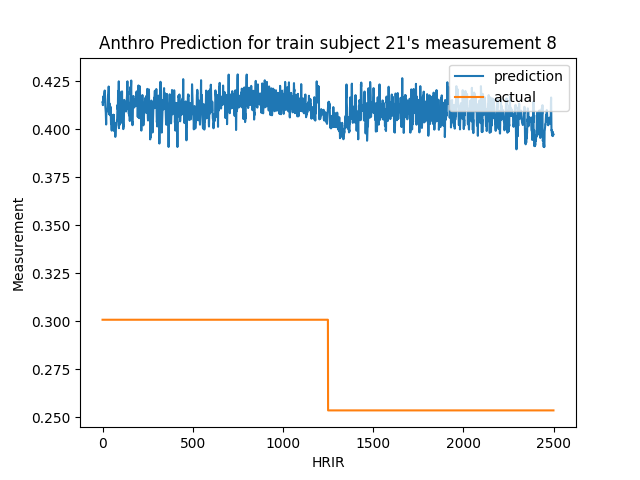 Anthro Prediction for train subject 21's measurement 8
prediction
actual
0.425
0.400
0.375
0.350
0.325
0.300
0.275
0.250
Measurement
0
500
1000
1500
2000
2500
HRIR